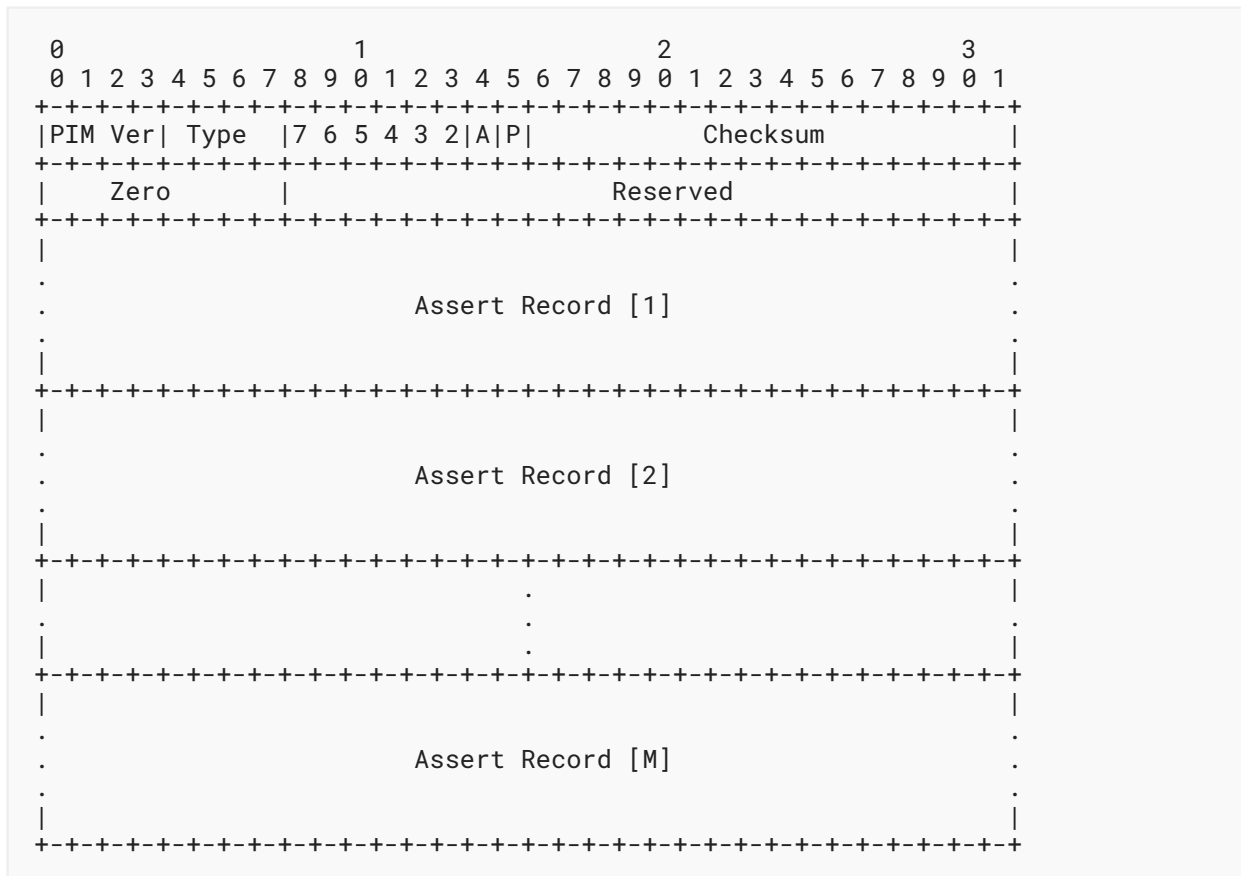 0                   1                   2                   3
 0 1 2 3 4 5 6 7 8 9 0 1 2 3 4 5 6 7 8 9 0 1 2 3 4 5 6 7 8 9 0 1
+-+-+-+-+-+-+-+-+-+-+-+-+-+-+-+-+-+-+-+-+-+-+-+-+-+-+-+-+-+-+-+-+
|PIM Ver| Type  |7 6 5 4 3 2|A|P|           Checksum            |
+-+-+-+-+-+-+-+-+-+-+-+-+-+-+-+-+-+-+-+-+-+-+-+-+-+-+-+-+-+-+-+-+
|    Zero       |                     Reserved                  |
+-+-+-+-+-+-+-+-+-+-+-+-+-+-+-+-+-+-+-+-+-+-+-+-+-+-+-+-+-+-+-+-+
|                                                               |
.                                                               .
.                        Assert Record [1]                      .
.                                                               .
|                                                               |
+-+-+-+-+-+-+-+-+-+-+-+-+-+-+-+-+-+-+-+-+-+-+-+-+-+-+-+-+-+-+-+-+
|                                                               |
.                                                               .
.                        Assert Record [2]                      .
.                                                               .
|                                                               |
+-+-+-+-+-+-+-+-+-+-+-+-+-+-+-+-+-+-+-+-+-+-+-+-+-+-+-+-+-+-+-+-+
|                               .                               |
.                               .                               .
|                               .                               |
+-+-+-+-+-+-+-+-+-+-+-+-+-+-+-+-+-+-+-+-+-+-+-+-+-+-+-+-+-+-+-+-+
|                                                               |
.                                                               .
.                        Assert Record [M]                      .
.                                                               .
|                                                               |
+-+-+-+-+-+-+-+-+-+-+-+-+-+-+-+-+-+-+-+-+-+-+-+-+-+-+-+-+-+-+-+-+